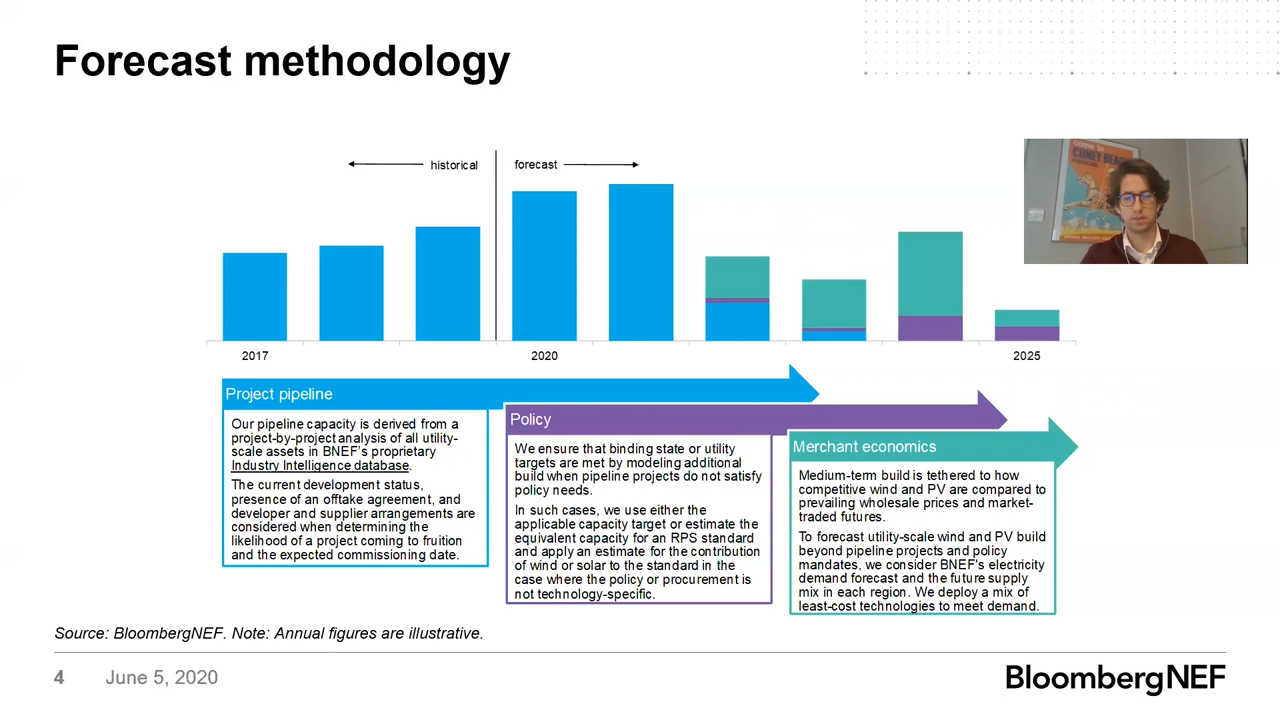 Forecast methodology
historical
forecast
2017
2020
2025
Project pipeline
Our pipeline capacity is derived from a
project-by-project analysis of all utility-
scale assets in BNEF's proprietary
Industry Intelligence database.
The current development status,
presence of an offtake agreement, and
developer and supplier arrangements are
considered when determining the
likelihood of a project coming to fruition
and the expected commissioning date.
Policy
We ensure that binding state or utility
targets are met by modeling additional
build when pipeline projects do not satisfy
policy needs.
In such cases, we use either the
applicable capacity target or estimate the
equivalent capacity for an RPS standard
and apply an estimate for the contribution
of wind or solar to the standard in the
case where the policy or procurement is
not technology-specific.
Merchant economics
Medium-term build is tethered to how
competitive wind and PV are compared to
prevailing wholesale prices and market-
traded futures.
To forecast utility-scale wind and PV build
beyond pipeline projects and policy
mandates, we consider BNEF's electricity
demand forecast and the future supply
mix in each region. We deploy a mix of
least-cost technologies to meet demand.
CONEY BEACH
Source: BloombergNEF. Note: Annual figures are illustrative.
4 June 5, 2020
BloombergNEF